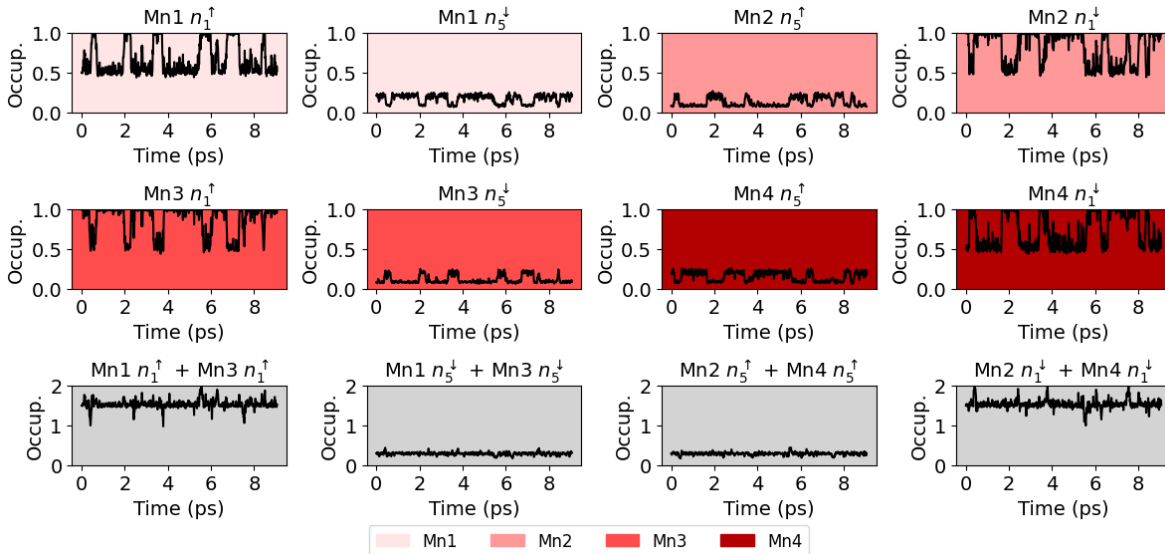 Mn1 n₁↑
Mn1 n₅↓
Mn2 n₅↑
Mn2 n₁↓
Occup.
1.0
0.5
0.0
0 2 4 6 8
Time (ps)
Occup.
1.0
0.5
0.0
0 2 4 6 8
Time (ps)
Occup.
1.0
0.5
0.0
0 2 4 6 8
Time (ps)
Occup.
1.0
0.5
0.0
0 2 4 6 8
Time (ps)
Mn3 n₁↑
Mn3 n₅↓
Mn4 n₅↑
Mn4 n₁↓
Occup.
1.0
0.5
0.0
0 2 4 6 8
Time (ps)
Occup.
1.0
0.5
0.0
0 2 4 6 8
Time (ps)
Occup.
1.0
0.5
0.0
0 2 4 6 8
Time (ps)
Occup.
1.0
0.5
0.0
0 2 4 6 8
Time (ps)
Mn1 n₁↑ + Mn3 n₁↑
Mn1 n₅↓ + Mn3 n₅↓
Mn2 n₅↑ + Mn4 n₅↑
Mn2 n₁↓ + Mn4 n₁↓
Occup.
2
1
0
0 2 4 6 8
Time (ps)
Occup.
2
1
0
0 2 4 6 8
Time (ps)
Occup.
2
1
0
0 2 4 6 8
Time (ps)
Occup.
2
1
0
0 2 4 6 8
Time (ps)
Mn1 Mn2 Mn3 Mn4